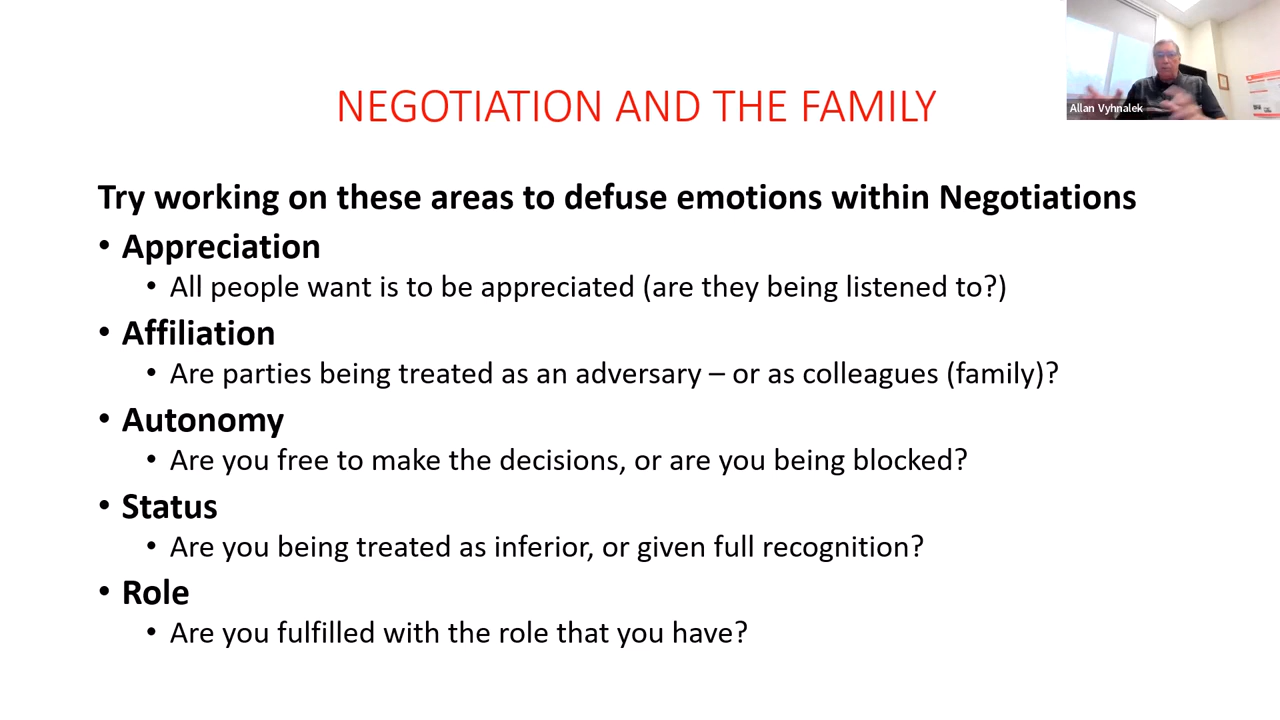 Allan Vyhnalek
NEGOTIATION AND THE FAMILY
Try working on these areas to defuse emotions within Negotiations
• Appreciation
• All people want is to be appreciated (are they being listened to?)
• Affiliation
• Are parties being treated as an adversary – or as colleagues (family)?
• Autonomy
• Are you free to make the decisions, or are you being blocked?
• Status
• Are you being treated as inferior, or given full recognition?
• Role
• Are you fulfilled with the role that you have?